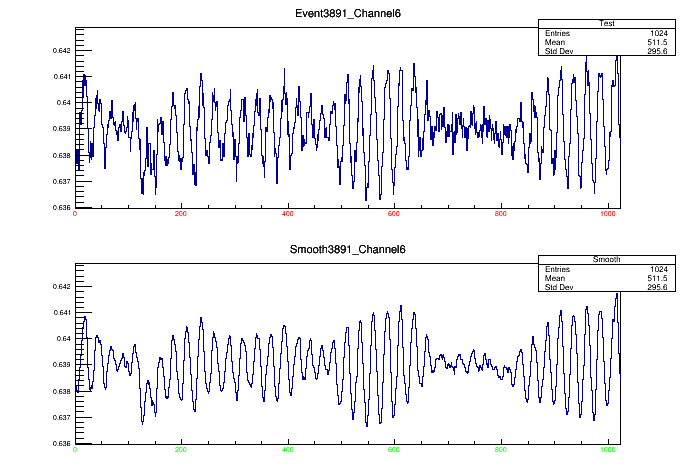 Event3891_Channel6
Test
Entries 1024
Mean 511.5
Std Dev 295.6
0.642
0.641
0.64
0.639
0.638
0.637
0.636
0 200 400 600 800 1000
Smooth3891_Channel6
Smooth
Entries 1024
Mean 511.5
Std Dev 295.6
0.642
0.641
0.64
0.639
0.638
0.637
0.636
0 200 400 600 800 1000